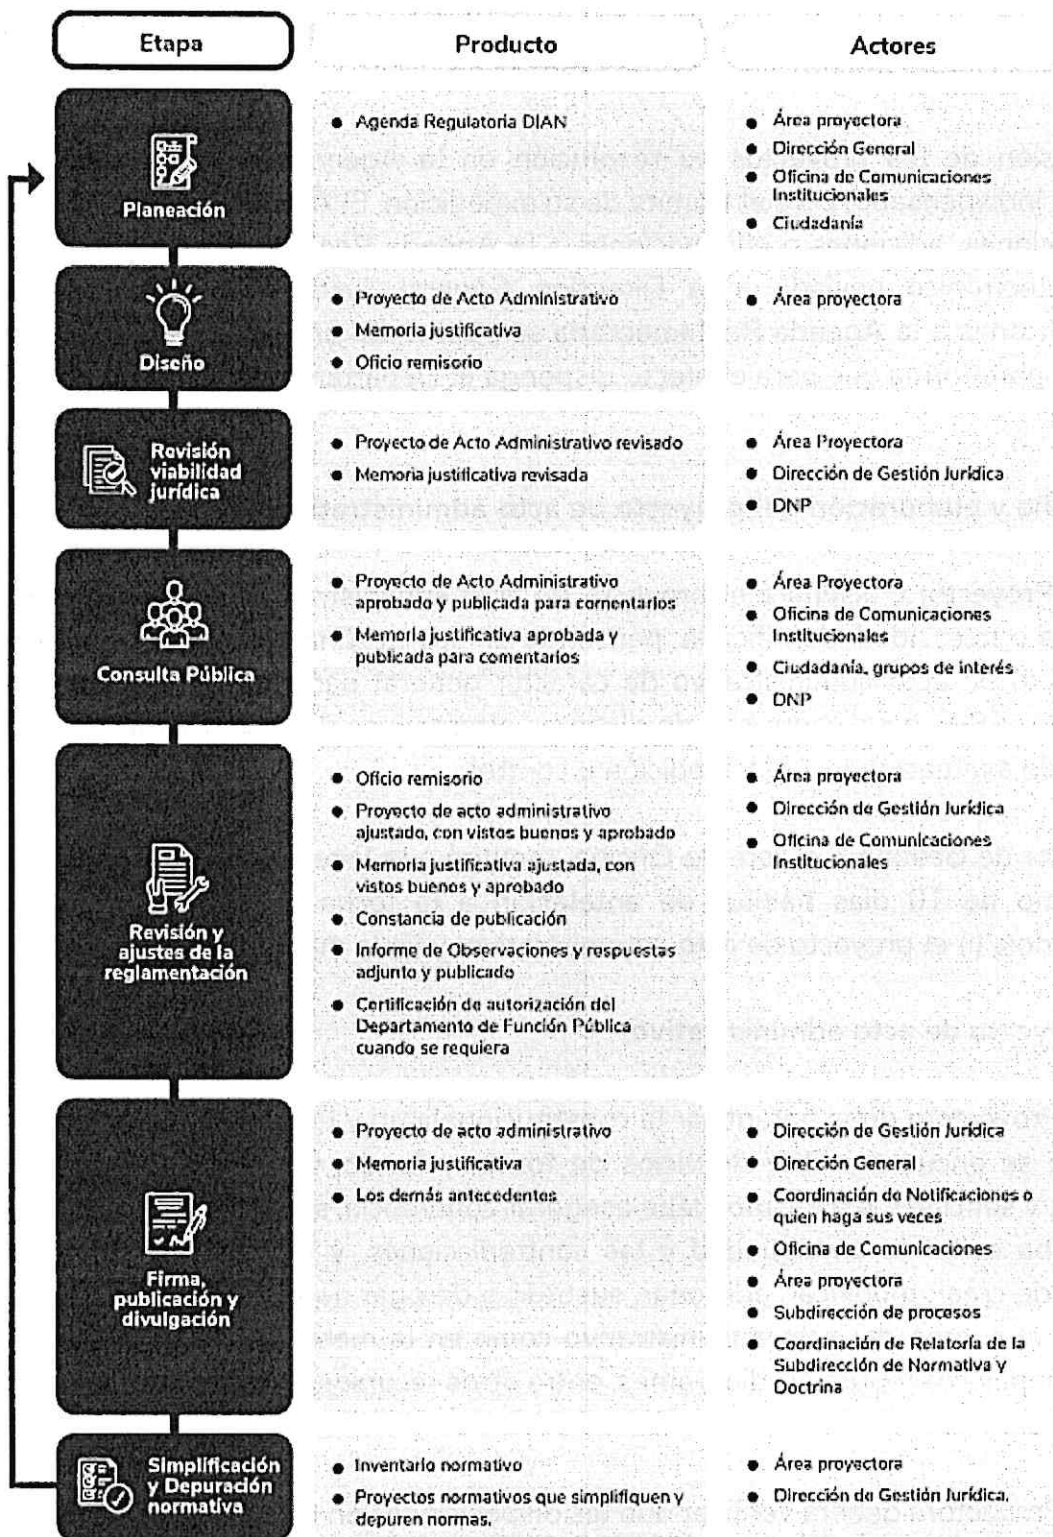 Etapa
Producto
Actores
Planeación
● Agenda Regulatoria DIAN
● Área proyectora
● Dirección General
● Oficina de Comunicaciones
Institucionales
● Ciudadanía
Diseño
● Proyecto de Acto Administrativo
● Memoria justificativa
● Oficio remisorio
● Área proyectora
Revisión
viabilidad
jurídica
● Proyecto de Acto Administrativo revisado
● Memoria justificativa revisada
● Área Proyectora
● Dirección de Gestión Jurídica
● DNP
Consulta Pública
● Proyecto de Acto Administrativo
aprobado y publicada para comentarios
● Memoria justificativa aprobada y
publicada para comentarios
● Área Proyectora
● Oficina de Comunicaciones
Institucionales
● Ciudadanía, grupos de interés
● DNP
Revisión y
ajustes de la
reglamentación
● Oficio remisorio
● Proyecto de acto administrativo
ajustado, con vistos buenos y aprobado
● Memoria justificativa ajustada, con
vistos buenos y aprobado
● Constancia de publicación
● Informe de Observaciones y respuestas
adjunto y publicado
● Certificación de autorización del
Departamento de Función Pública
cuando se requiera
● Área proyectora
● Dirección de Gestión Jurídica
● Oficina de Comunicaciones
Institucionales
Firma,
publicación y
divulgación
● Proyecto de acto administrativo
● Memoria justificativa
● Los demás antecedentes
● Dirección de Gestión Jurídica
● Dirección General
● Coordinación de Notificaciones o
quien haga sus veces
● Oficina de Comunicaciones
● Área proyectora
● Subdirección de procesos
● Coordinación de Relatoría de la
Subdirección de Normativa y
Doctrina
Simplificación
y Depuración
normativa
● Inventario normativo
● Proyectos normativos que simplifiquen y
depuren normas.
● Área proyectora
● Dirección de Gestión Jurídica.